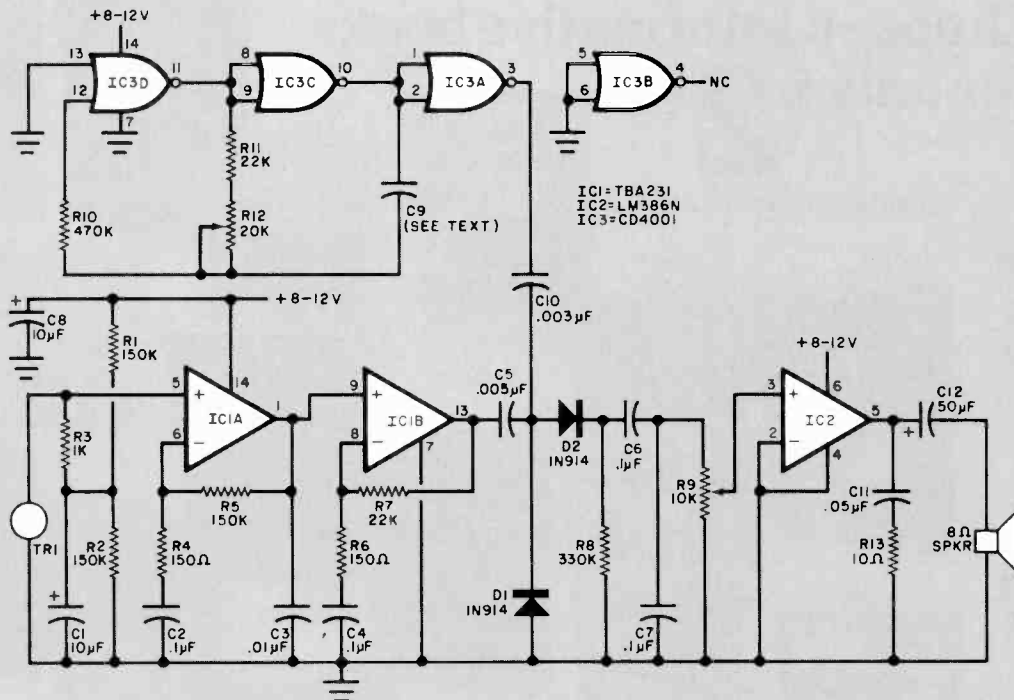 +8-12V
14
13
12
IC3D
11
7
8
9
IC3C
10
1
2
IC3A
3
5
6
IC3B
4
NC
R11
22K
R12
20K
R10
470K
C9
(SEE TEXT)
IC1=TBA231
IC2=LM386N
IC3=CD4001
C10
.003µF
+
C8
10µF
R1
150K
+8-12V
5
+
6
−
IC1A
14
1
9
+
8
−
IC1B
13
7
C5
.005µF
D2
1N914
C6
.1µF
R9
10K
+8-12V
3
+
2
−
IC2
6
5
4
C12
50µF
+
R3
1K
R5
150K
R7
22K
TR1
R2
150K
R4
150Ω
R6
150Ω
R8
330K
C11
.05µF
R13
10Ω
8Ω
SPKR
+
C1
10µF
C2
.1µF
C3
.01µF
C4
.1µF
D1
1N914
C7
.1µF